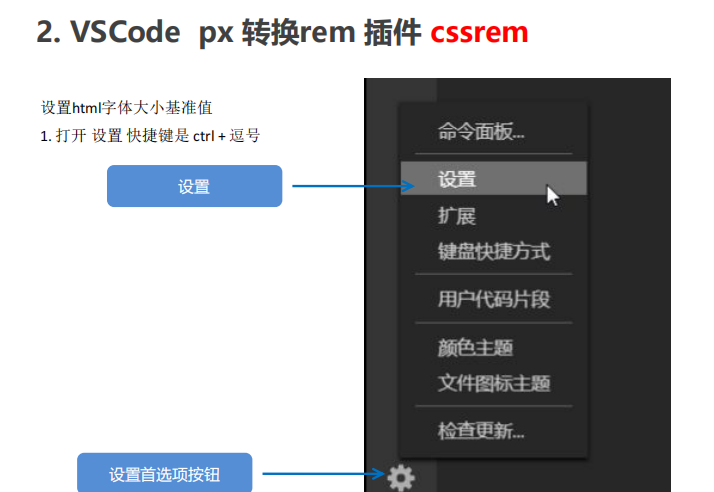 2. VSCode px 转换rem 插件 cssrem
设置html字体大小基准值
1. 打开 设置 快捷键是 ctrl + 逗号
设置
命令面板...
设置
扩展
键盘快捷方式
用户代码片段
颜色主题
文件图标主题
检查更新...
设置首选项按钮